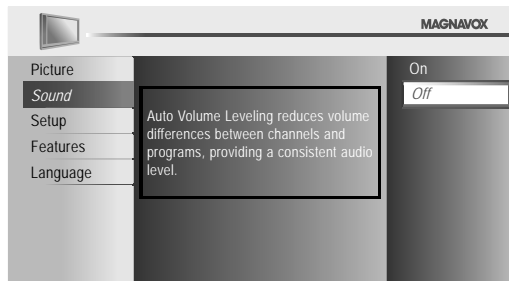 MAGNAVOX
Picture
Sound
Setup
Features
Language
Auto Volume Leveling reduces volume
differences between channels and
programs, providing a consistent audio
level.
On
Off